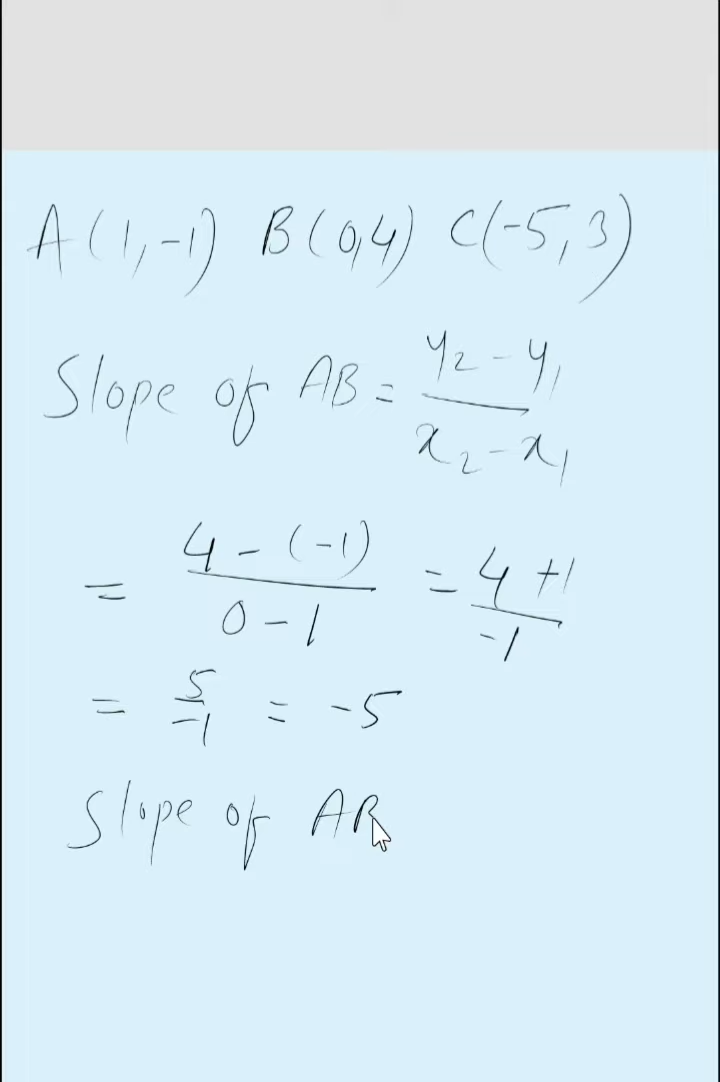 A(1,-1) B(0,4) C(-5,3)
Slope of AB = y₂-y₁ / x₂-x₁
= 4-(-1) / 0-1 = 4+1 / -1
= 5/-1 = -5
Slope of AB